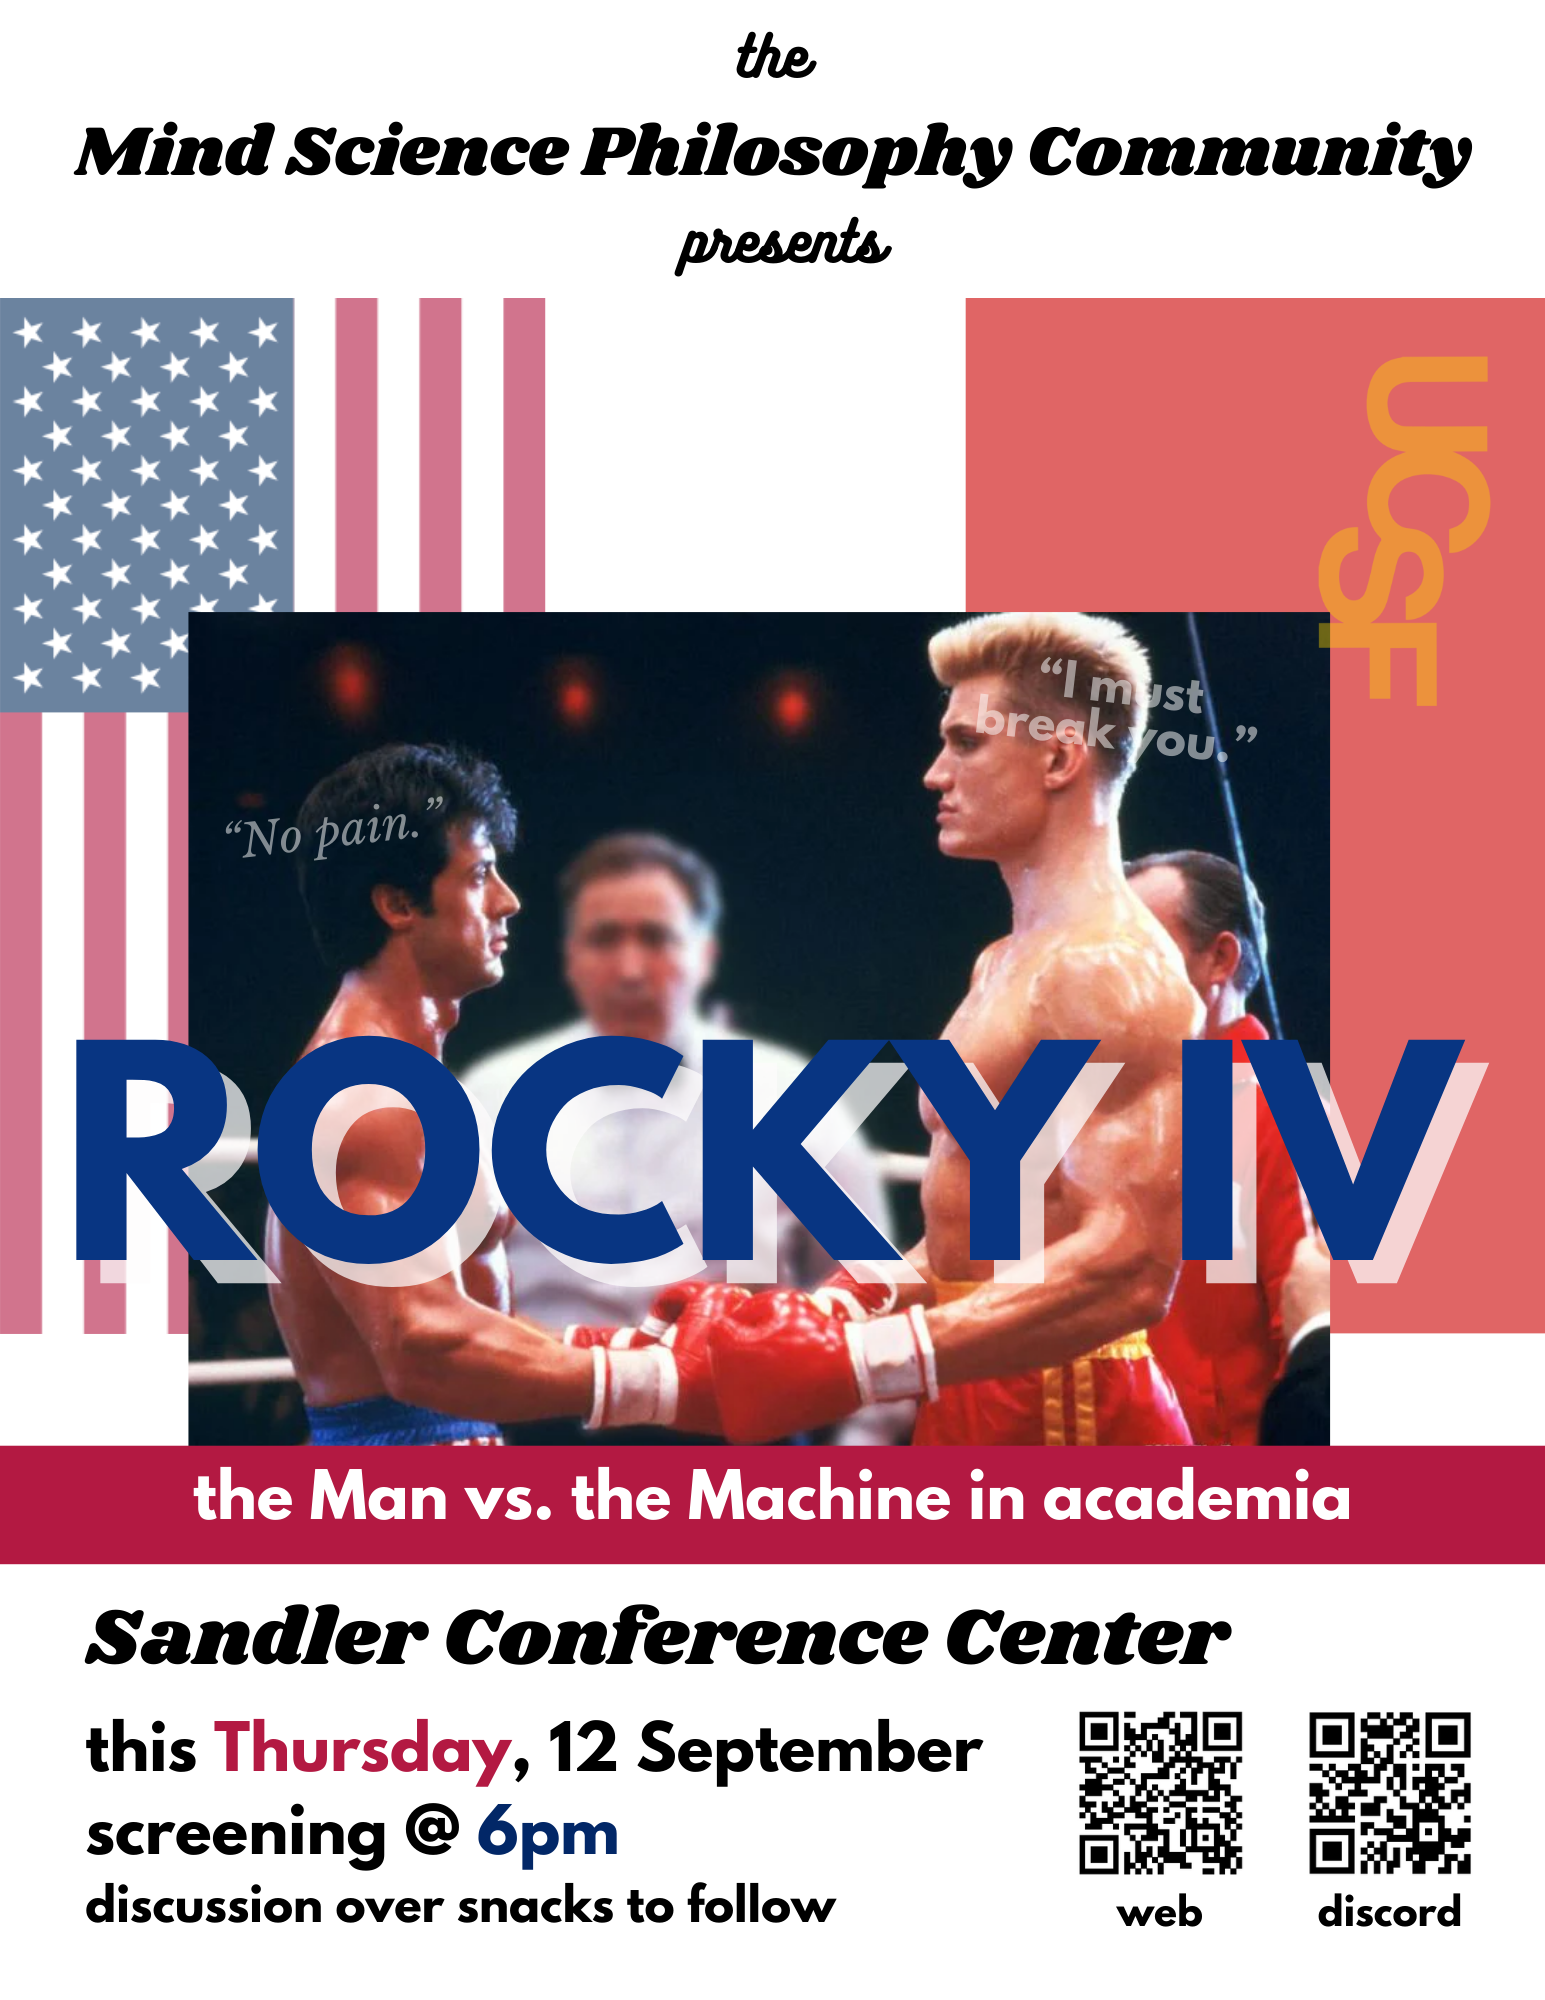 the
Mind Science Philosophy Community
presents
UCSF
“I must
break you.”
“No pain.”
ROCKY IV
the Man vs. the Machine in academia
Sandler Conference Center
this Thursday, 12 September
screening @ 6pm
discussion over snacks to follow
web
discord